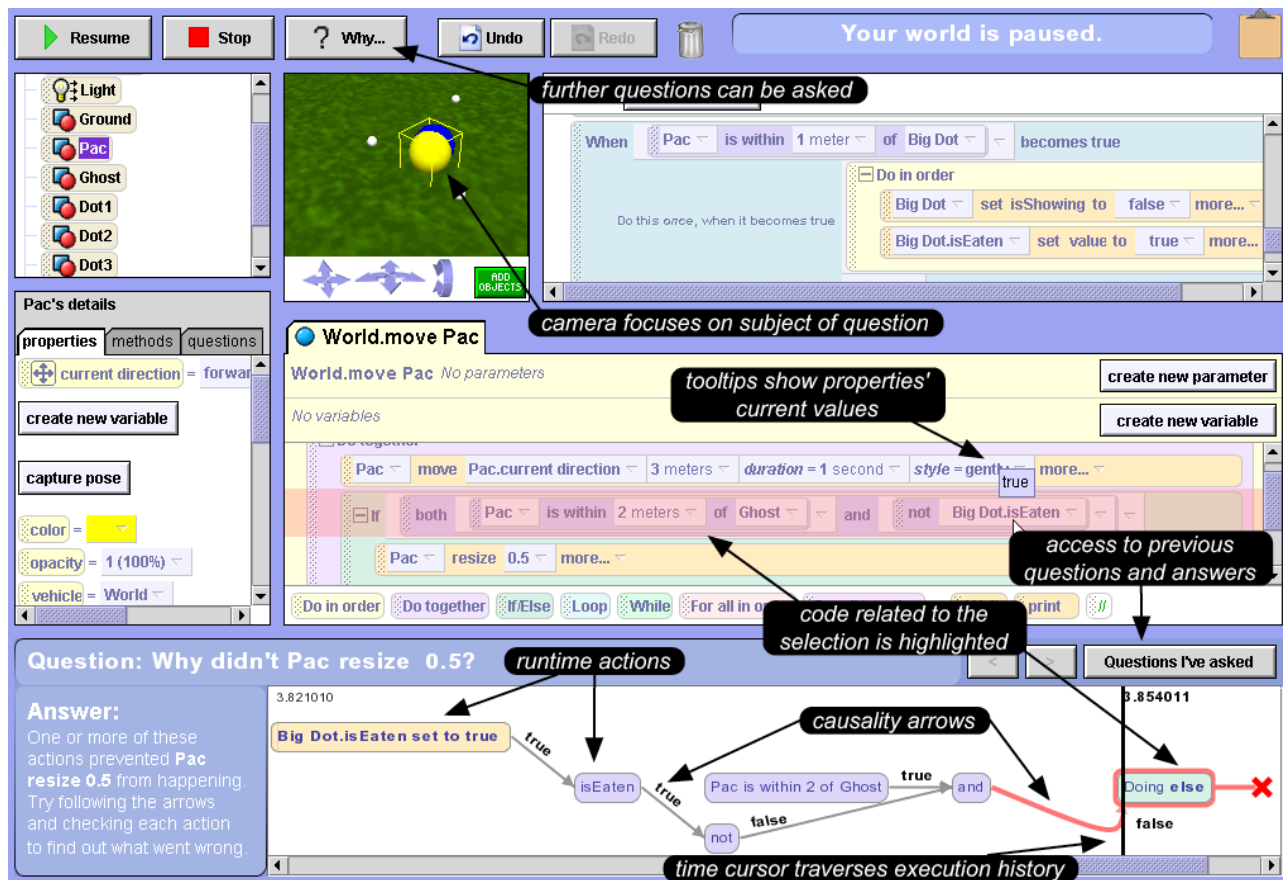 Resume
Stop
? Why...
Undo
Redo
Your world is paused.
further questions can be asked
Light
Ground
Pac
Ghost
Dot1
Dot2
Dot3
ADD
OBJECTS
When Pac is within 1 meter of Big Dot becomes true
Do in order
Do this once, when it becomes true
Big Dot set isShowing to false more...
Big Dot.isEaten set value to true more...
camera focuses on subject of question
Pac's details
properties methods questions
current direction = forwar
create new variable
capture pose
color =
opacity = 1 (100%)
vehicle = World
World.move Pac
World.move Pac No parameters
create new parameter
tooltips show properties'
current values
No variables
create new variable
Do together
Pac move Pac.current direction 3 meters duration = 1 second style = gently more...
true
If both Pac is within 2 meters of Ghost and not Big Dot.isEaten
Pac resize 0.5 more...
access to previous
questions and answers
Do in order Do together If/Else Loop While For all in or print //
code related to the
selection is highlighted
Question: Why didn't Pac resize 0.5?
runtime actions
< > Questions I've asked
Answer:
One or more of these
actions prevented Pac
resize 0.5 from happening.
Try following the arrows
and checking each action
to find out what went wrong.
3.821010
3.854011
Big Dot.isEaten set to true
true
causality arrows
isEaten
true
Pac is within 2 of Ghost
true
and
Doing else
false
not
false
time cursor traverses execution history